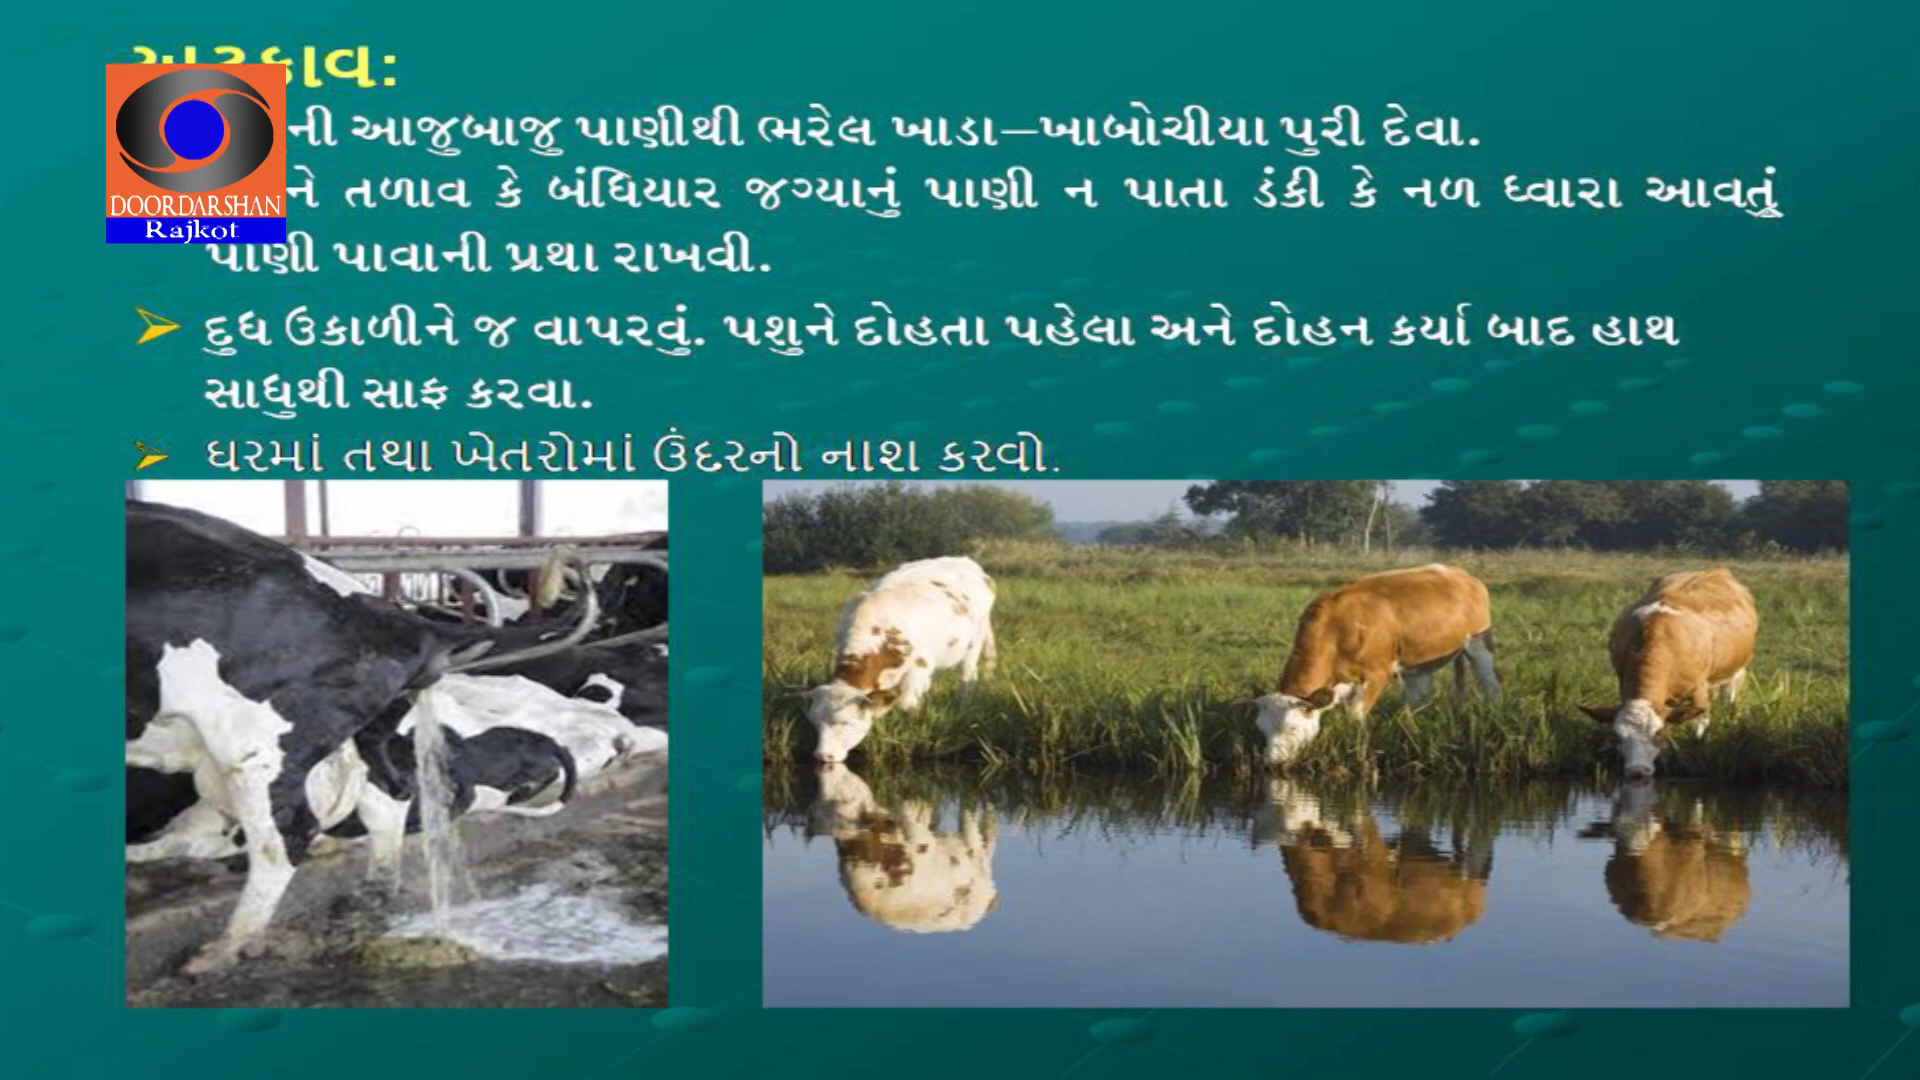 ની આજુબાજુ પાણીથી ભરેલ ખાડા–ખાબોચીયા પુરી દેવા.
ને તળાવ કે બંધિયાર જગ્યાનું પાણી ન પાતા ડંકી કે નળ ધ્વારા આવતું
પાણી પાવાની પ્રથા રાખવી.
દુધ ઉકાળીને જ વાપરવું. પશુને દોહતા પહેલા અને દોહન કર્યા બાદ હાથ
સાધુથી સાફ કરવા.
ઘરમાં તથા ખેતરોમાં ઉંદરનો નાશ કરવો.
DOORDARSHAN
Rajkot